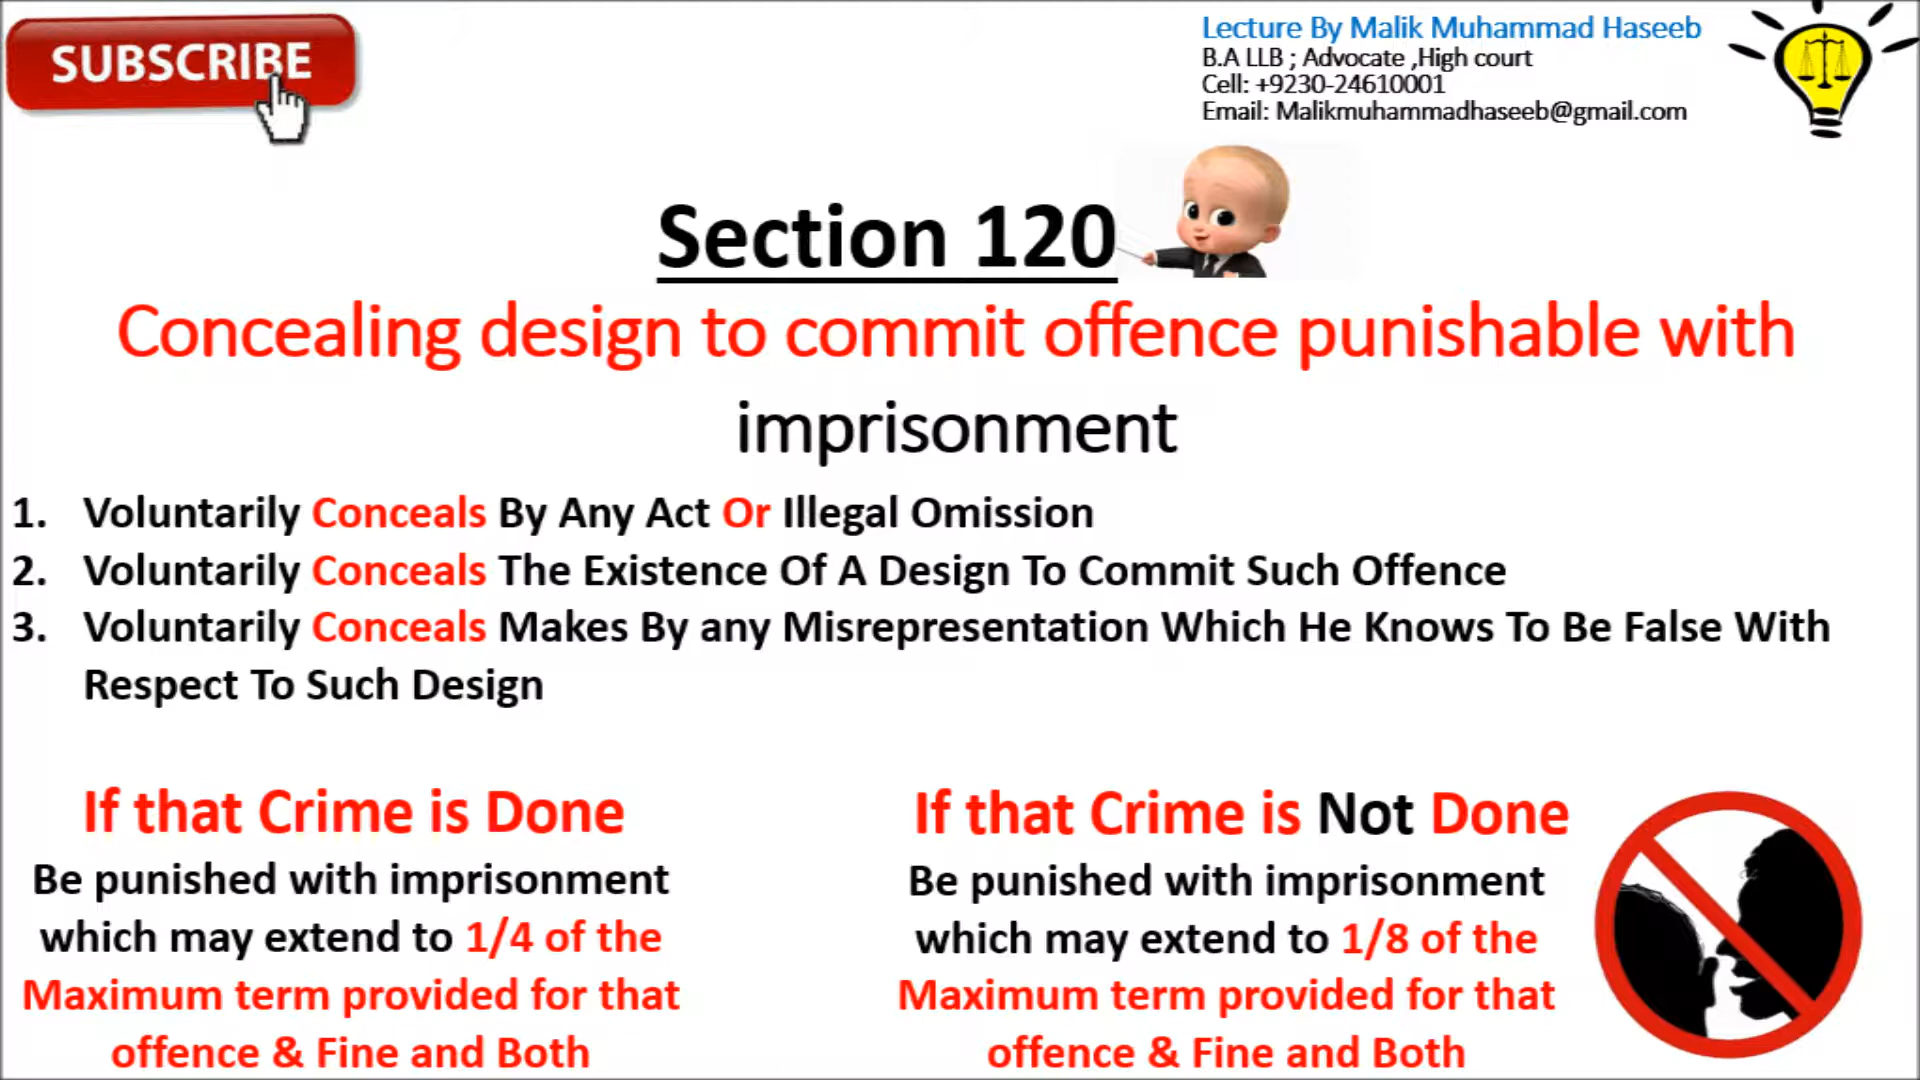 SUBSCRIBE
Lecture By Malik Muhammad Haseeb
B.A LLB ; Advocate ,High court
Cell: +9230-24610001
Email: Malikmuhammadhaseeb@gmail.com
Section 120
Concealing design to commit offence punishable with
imprisonment
1. Voluntarily Conceals By Any Act Or Illegal Omission
2. Voluntarily Conceals The Existence Of A Design To Commit Such Offence
3. Voluntarily Conceals Makes By any Misrepresentation Which He Knows To Be False With
Respect To Such Design
If that Crime is Done
Be punished with imprisonment
which may extend to 1/4 of the
Maximum term provided for that
offence & Fine and Both
If that Crime is Not Done
Be punished with imprisonment
which may extend to 1/8 of the
Maximum term provided for that
offence & Fine and Both